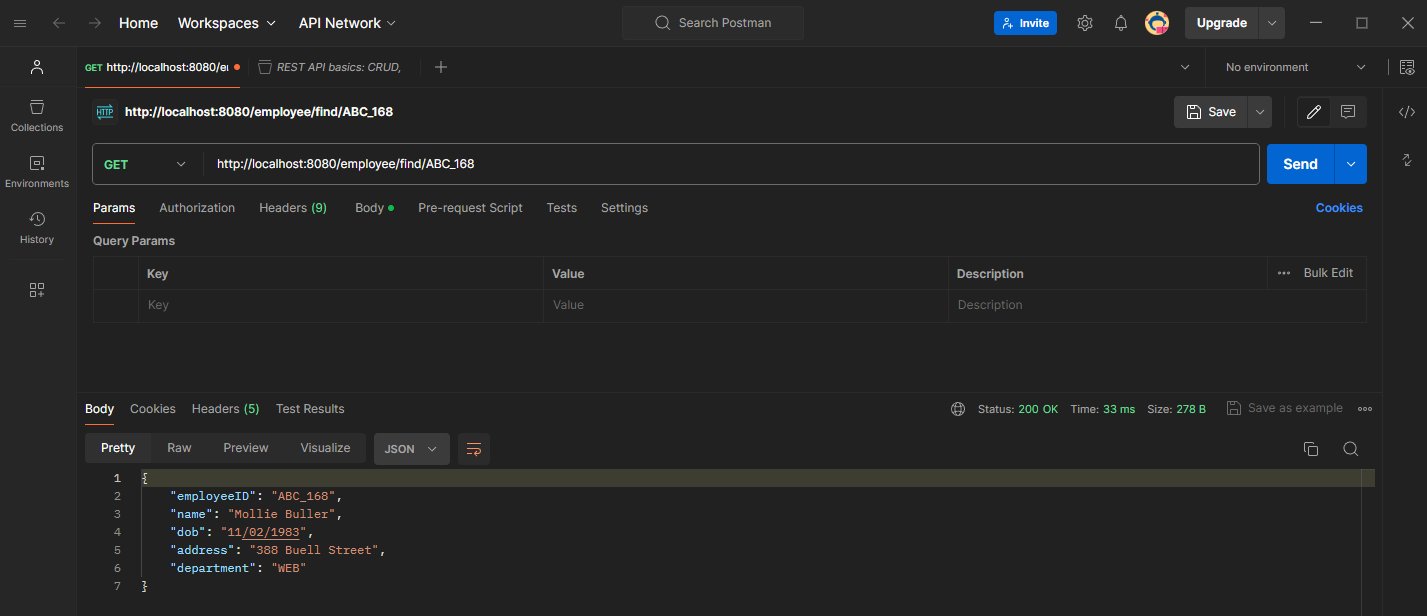 Home Workspaces API Network Search Postman Invite Upgrade
GET http://localhost:8080/e REST API basics: CRUD, No environment
HTTP http://localhost:8080/employee/find/ABC_168 Save
Collections
GET http://localhost:8080/employee/find/ABC_168 Send
Environments
Params Authorization Headers (9) Body Pre-request Script Tests Settings Cookies
History
Query Params
Key Value Description Bulk Edit
Key Value Description
Body Cookies Headers (5) Test Results Status: 200 OK Time: 33 ms Size: 278 B Save as example
Pretty Raw Preview Visualize JSON
1 {
2 "employeeID": "ABC_168",
3 "name": "Mollie Buller",
4 "dob": "11/02/1983",
5 "address": "388 Buell Street",
6 "department": "WEB"
7 }